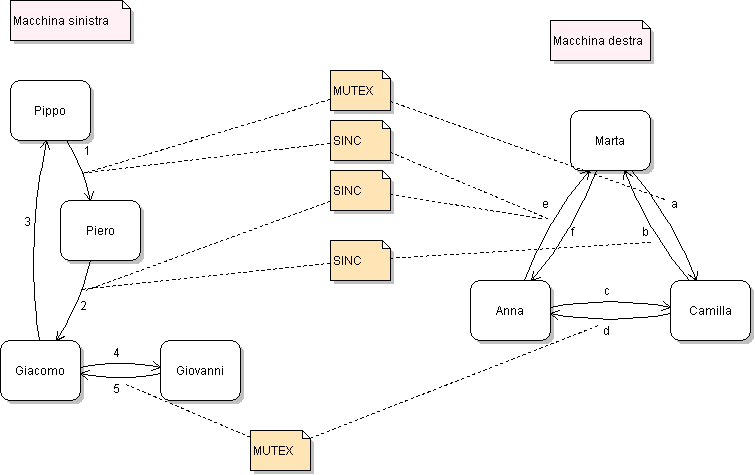 Macchina sinistra
Macchina destra
Pippo
MUTEX
Marta
1
SINC
SINC
e
a
3
Piero
f
b
SINC
2
c
Anna
Camilla
d
4
Giacomo
Giovanni
5
MUTEX